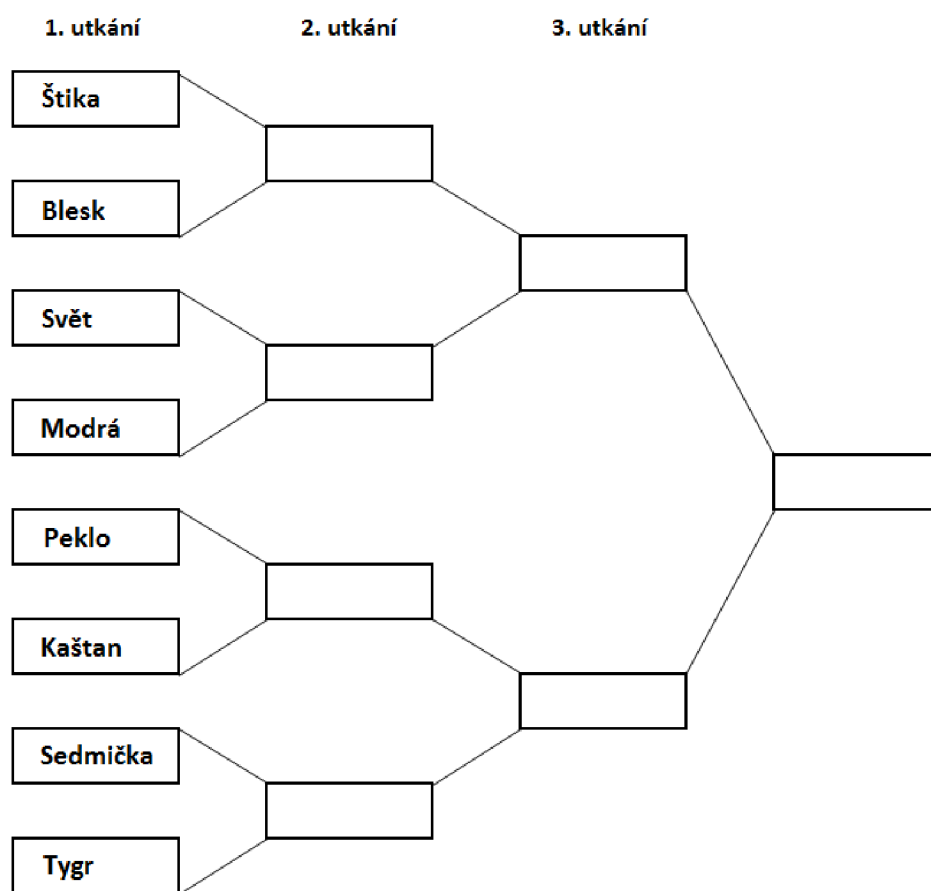 1. utkání
2. utkání
3. utkání
Štika
Blesk
Svět
Modrá
Peklo
Kaštan
Sedmička
Tygr